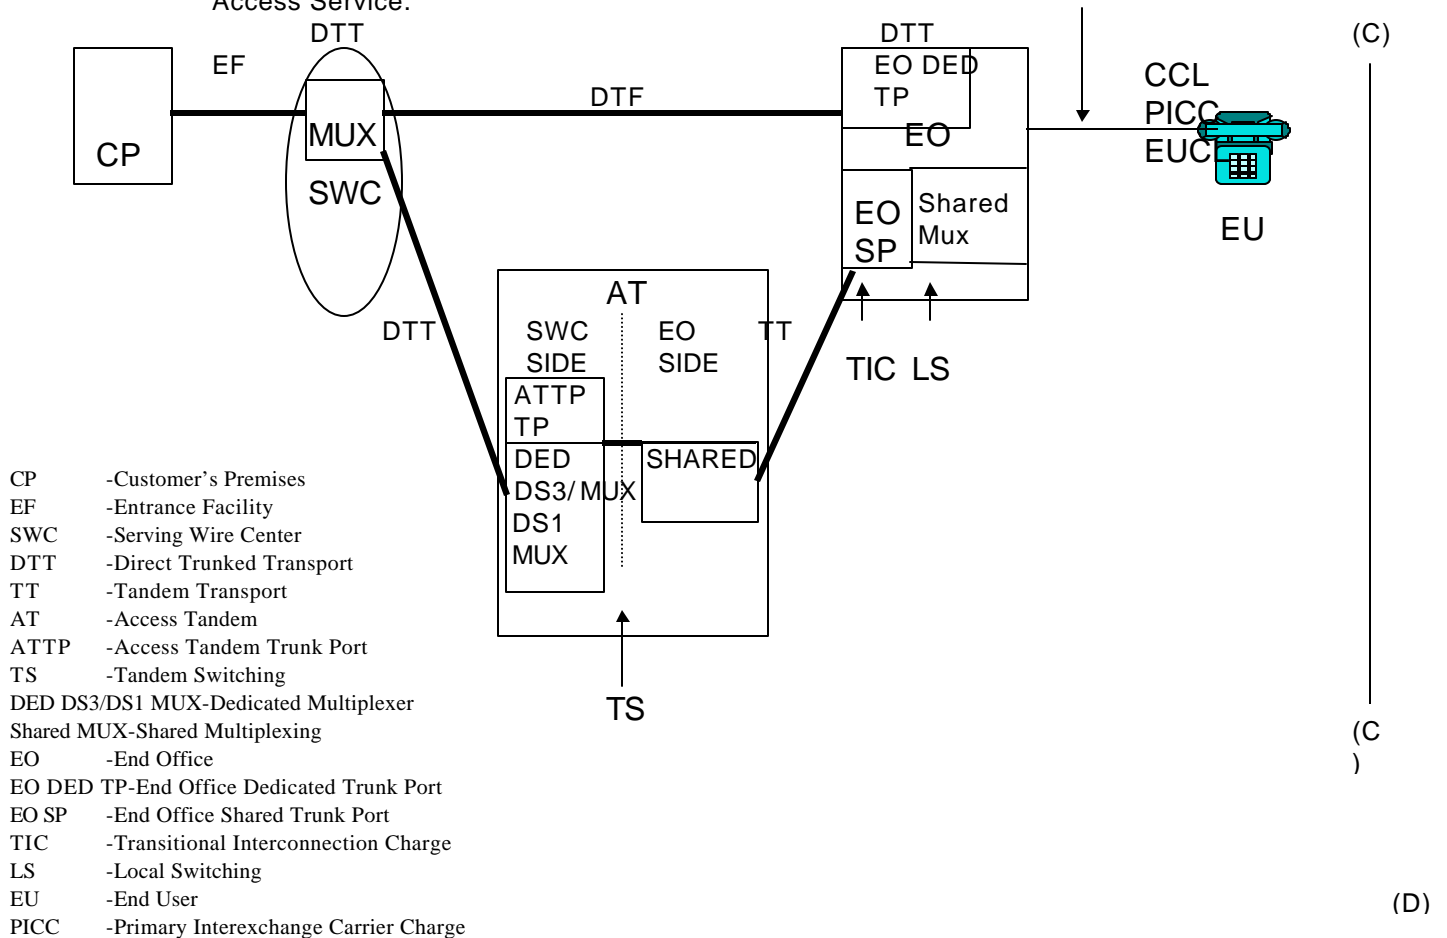 Access Service.
DTT
DTT
(C)
EF
EO DED
TP
CCL
PICC
DTF
MUX
EO
CP
EUCL
SWC
EO
SP
Shared
Mux
EU
AT
DTT
SWC
SIDE
EO
SIDE
TT
TIC LS
ATTP
TP
DED
DS3/ MUX
DS1
MUX
SHARED
TS
CP -Customer’s Premises
EF -Entrance Facility
SWC -Serving Wire Center
DTT -Direct Trunked Transport
TT -Tandem Transport
AT -Access Tandem
ATTP -Access Tandem Trunk Port
TS -Tandem Switching
DED DS3/DS1 MUX-Dedicated Multiplexer
Shared MUX-Shared Multiplexing
(C
)
EO -End Office
EO DED TP-End Office Dedicated Trunk Port
EO SP -End Office Shared Trunk Port
TIC -Transitional Interconnection Charge
LS -Local Switching
EU -End User
(D)
PICC -Primary Interexchange Carrier Charge